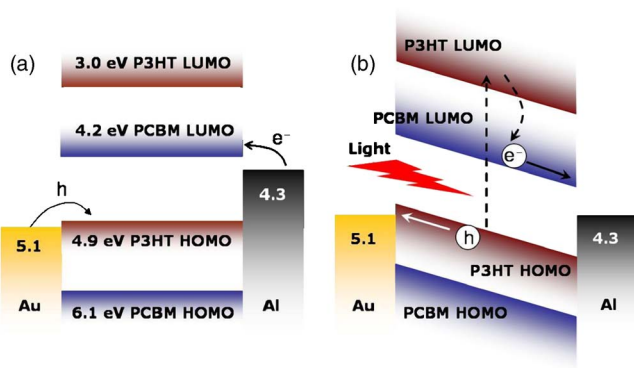 (a)
3.0 eV P3HT LUMO
4.2 eV PCBM LUMO
e⁻
h
4.3
5.1
4.9 eV P3HT HOMO
Au
6.1 eV PCBM HOMO
Al
(b)
P3HT LUMO
PCBM LUMO
Light
e⁻
5.1
h
4.3
P3HT HOMO
Au
PCBM HOMO
Al